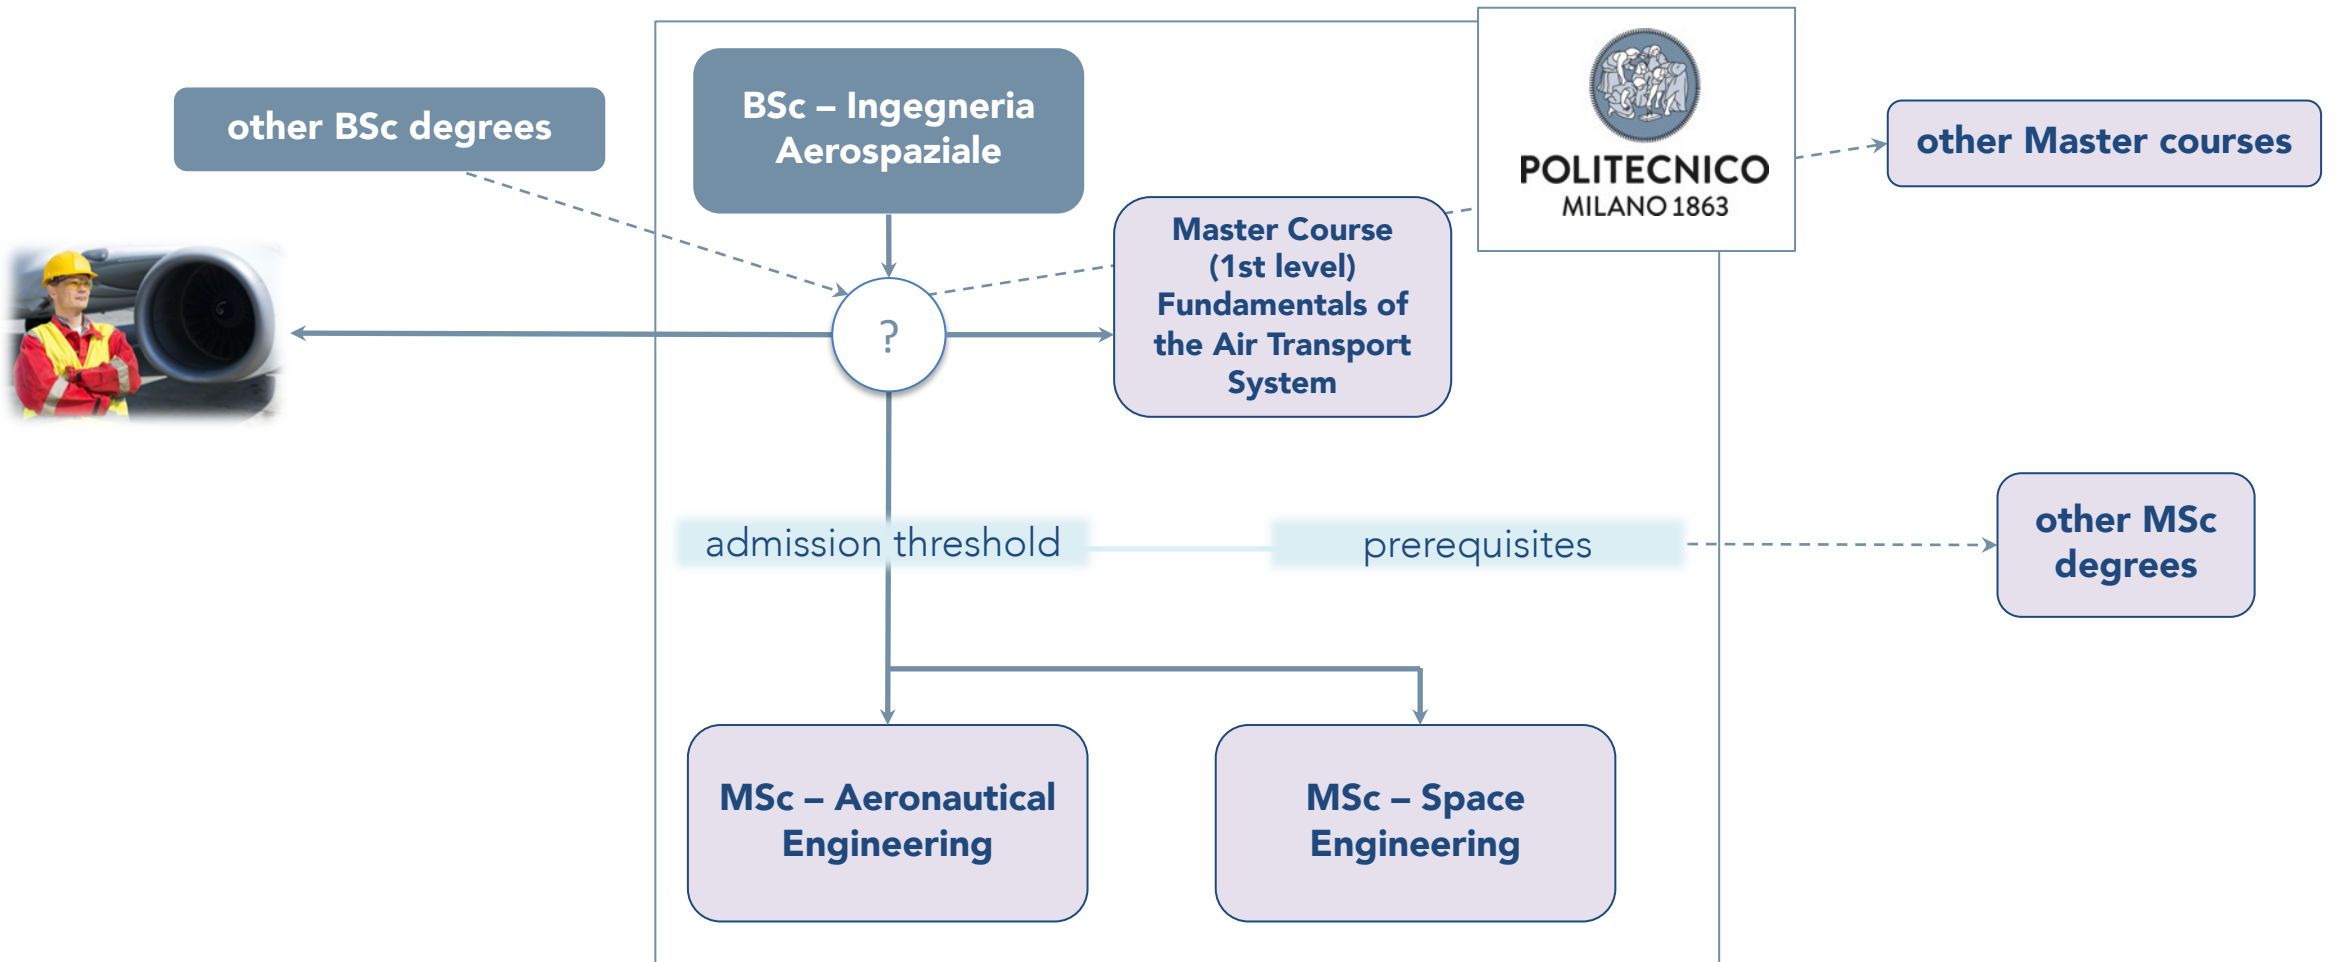 other BSc degrees
BSc – Ingegneria
Aerospaziale
POLITECNICO
MILANO 1863
other Master courses
Master Course
(1st level)
Fundamentals of
the Air Transport
System
?
admission threshold
prerequisites
other MSc
degrees
MSc – Aeronautical
Engineering
MSc – Space
Engineering